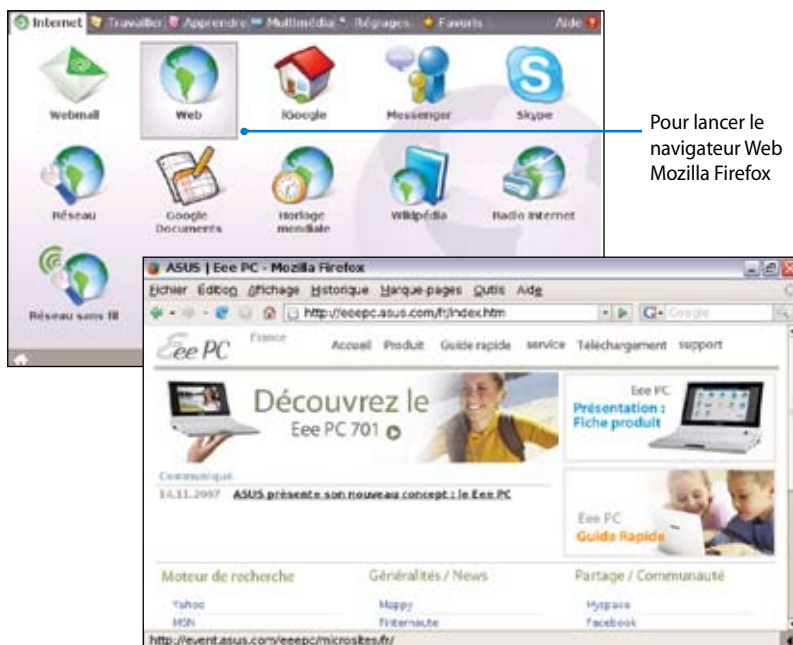 Internet Travailler Apprendre Multimédia Réglages Favoris Aide
Webmail Web iGoogle Messenger Skype
Pour lancer le
navigateur Web
Mozilla Firefox
Réseau Google Documents Horloge mondiale Wikipédia Radio Internet
Réseau sans fil
ASUS | Eee PC - Mozilla Firefox
Fichier Édition Affichage Historique Marque-pages Outils Aide
http://eeepc.asus.com/fr/index.htm
G Google
Eee PC France Accueil Produit Guide rapide service Téléchargement support
Découvrez le
Eee PC 701
Eee PC
Présentation :
Fiche produit
Communiqué
14.11.2007 ASUS présente son nouveau concept : le Eee PC
Eee PC
Guide Rapide
Moteur de recherche Généralités / News Partage / Communauté
Yahoo Mappy Myspace
MSN l'internaute Facebook
http://event.asus.com/eeepc/microsites/fr/